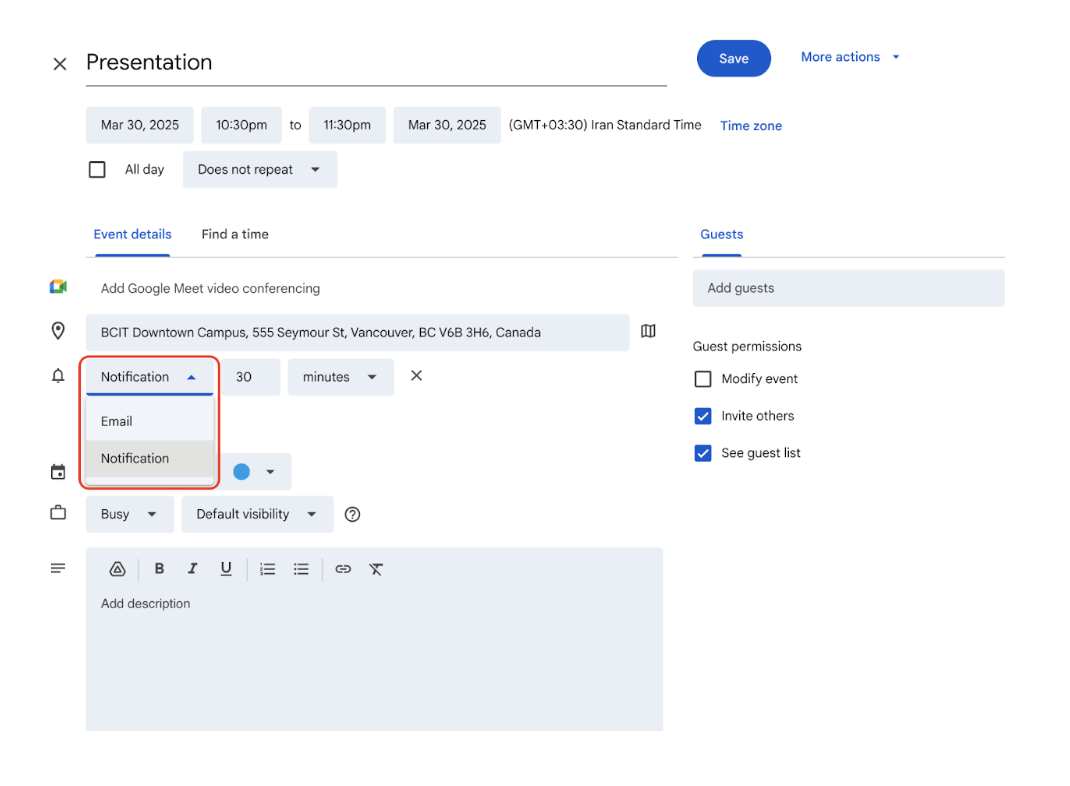 Presentation
Save
More actions
Mar 30, 2025 10:30pm to 11:30pm Mar 30, 2025 (GMT+03:30) Iran Standard Time Time zone
All day Does not repeat
Event details Find a time
Guests
Add Google Meet video conferencing
Add guests
BCIT Downtown Campus, 555 Seymour St, Vancouver, BC V6B 3H6, Canada
Guest permissions
Notification 30 minutes
Modify event
Email
Invite others
Notification
See guest list
Busy Default visibility
B I U
Add description